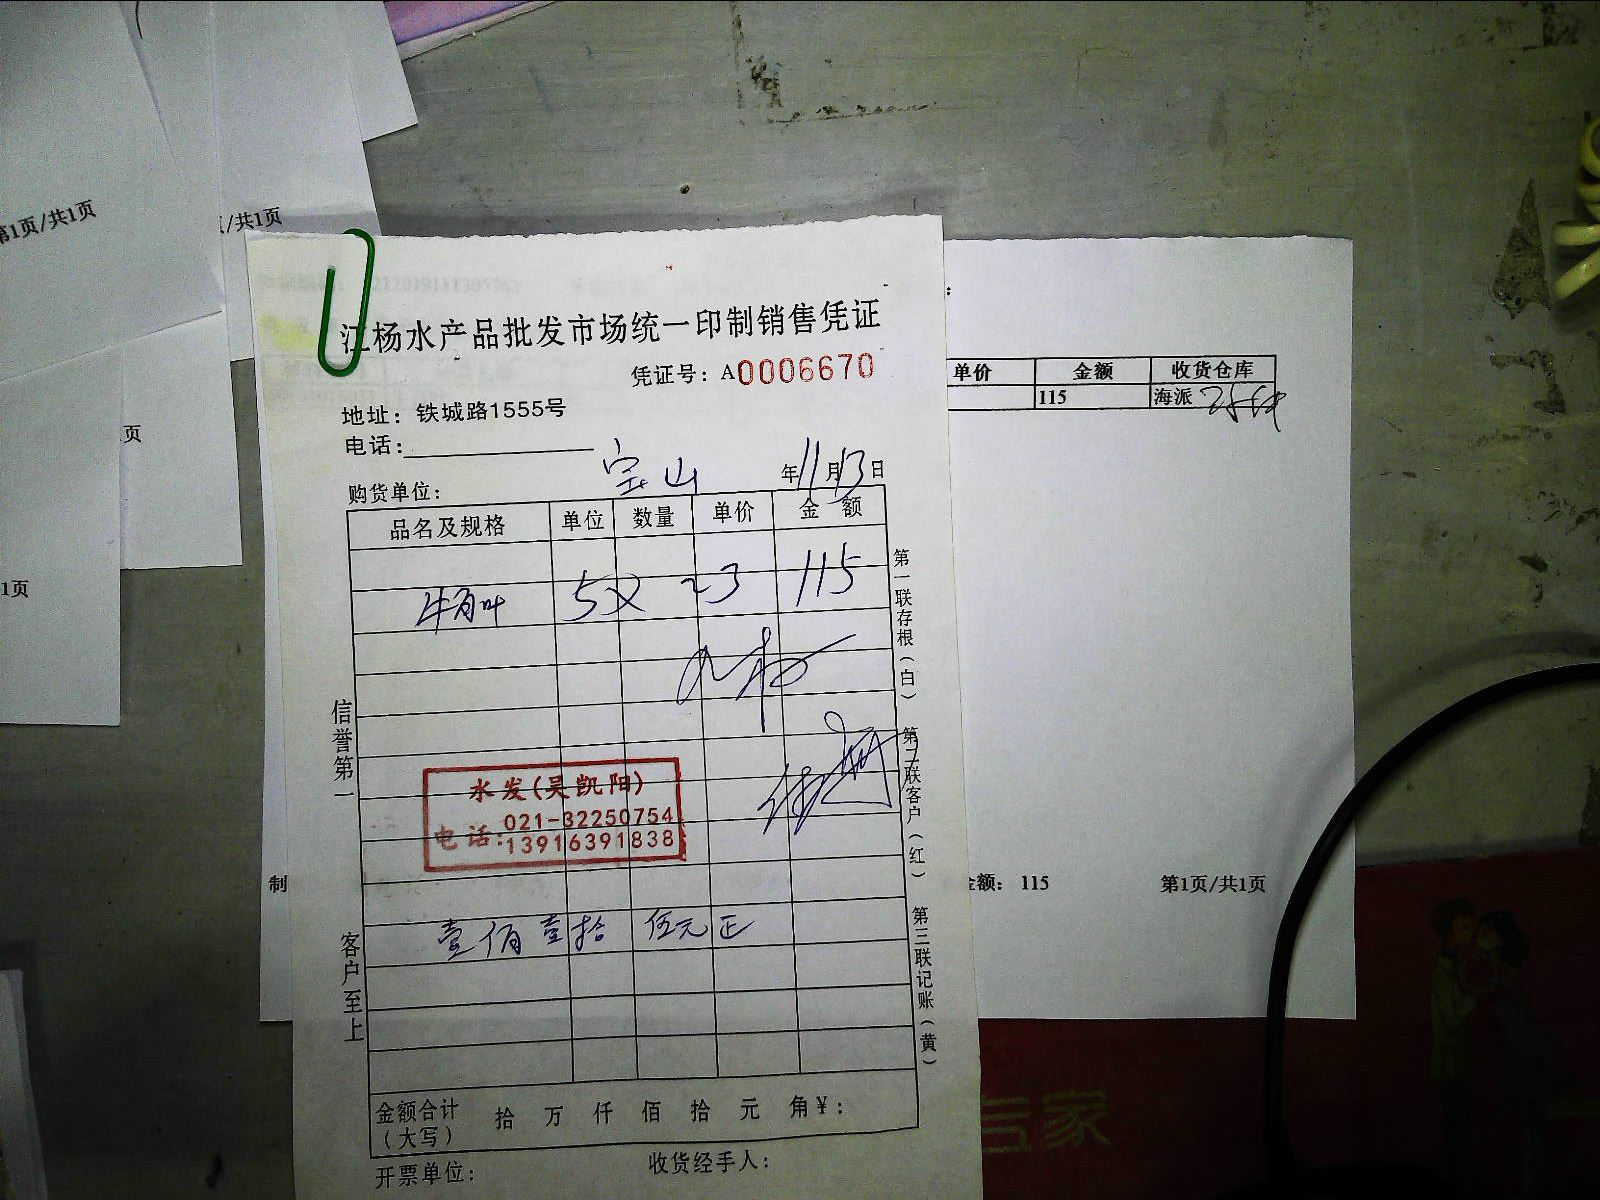 第1页/共1页
/共1页
页
1页
江杨水产品批发市场统一印制销售凭证
凭证号：A0006670
地址：铁城路1555号
电话：
购货单位： 宝山 年11月13日
品名及规格 单位 数量 单价 金 额
牛百叶 5 23 115
水发(吴凯阳)
电话：021-32250754
13916391838
壹佰壹拾伍元正
金额合计（大写） 拾 万 仟 佰 拾 元 角￥：
开票单位： 收货经手人：
信誉第一
客户至上
第一联存根（白）
第二联客户（红）
第三联记账（黄）
单价 金额 收货仓库
115 海派
制
金额： 115 第1页/共1页
家